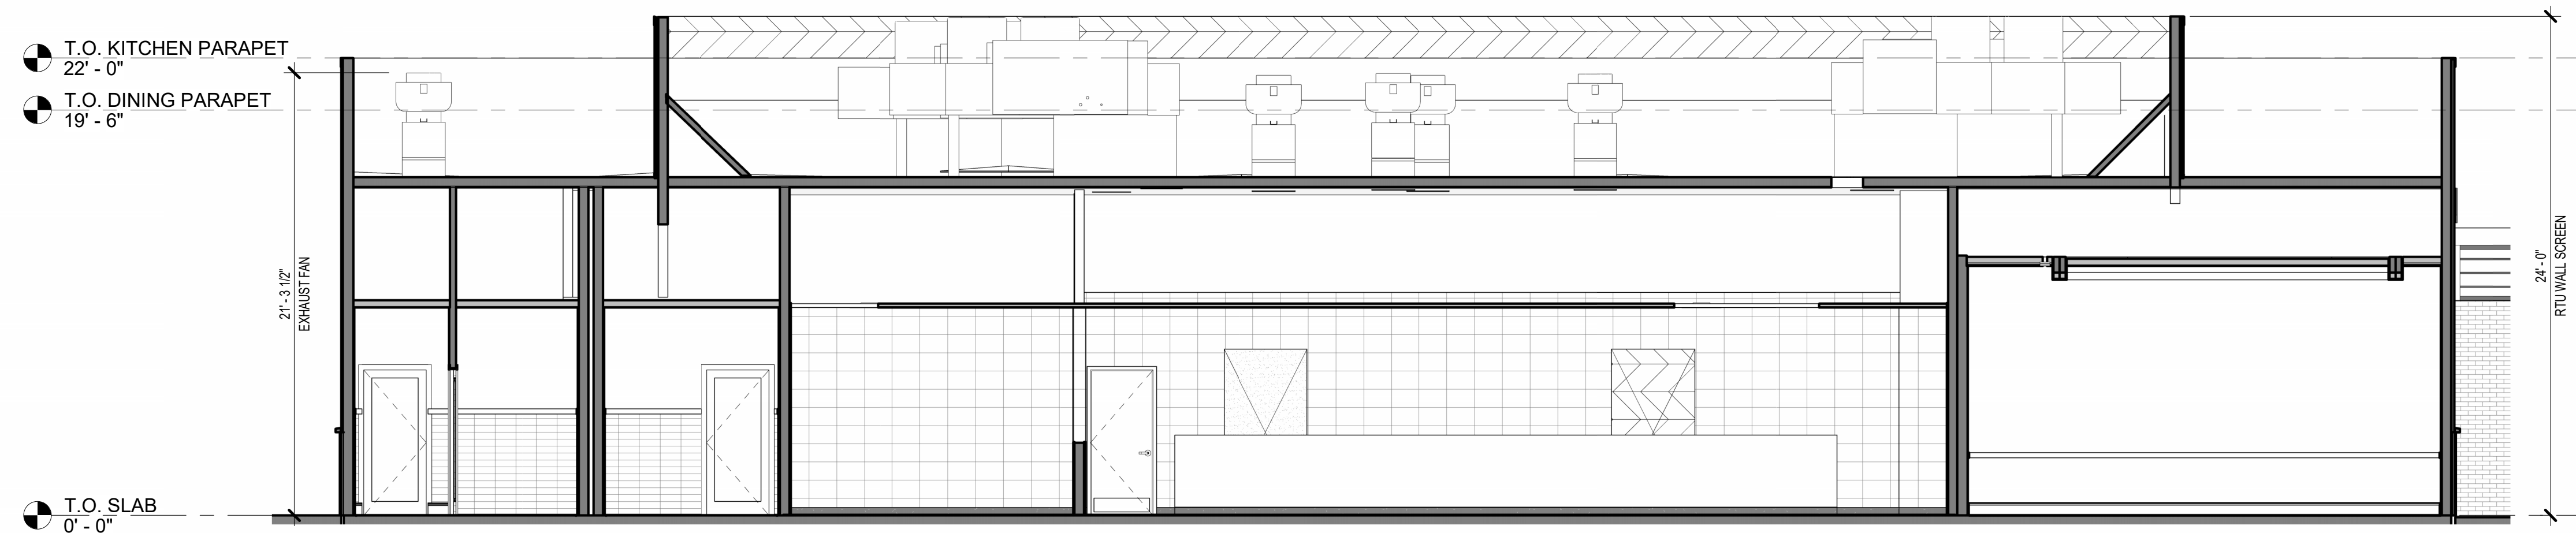 T.O. KITCHEN PARAPET
22' - 0"
T.O. DINING PARAPET
19' - 6"
21' - 3 1/2"
EXHAUST FAN
24' - 0"
RTU WALL SCREEN
T.O. SLAB
0' - 0"